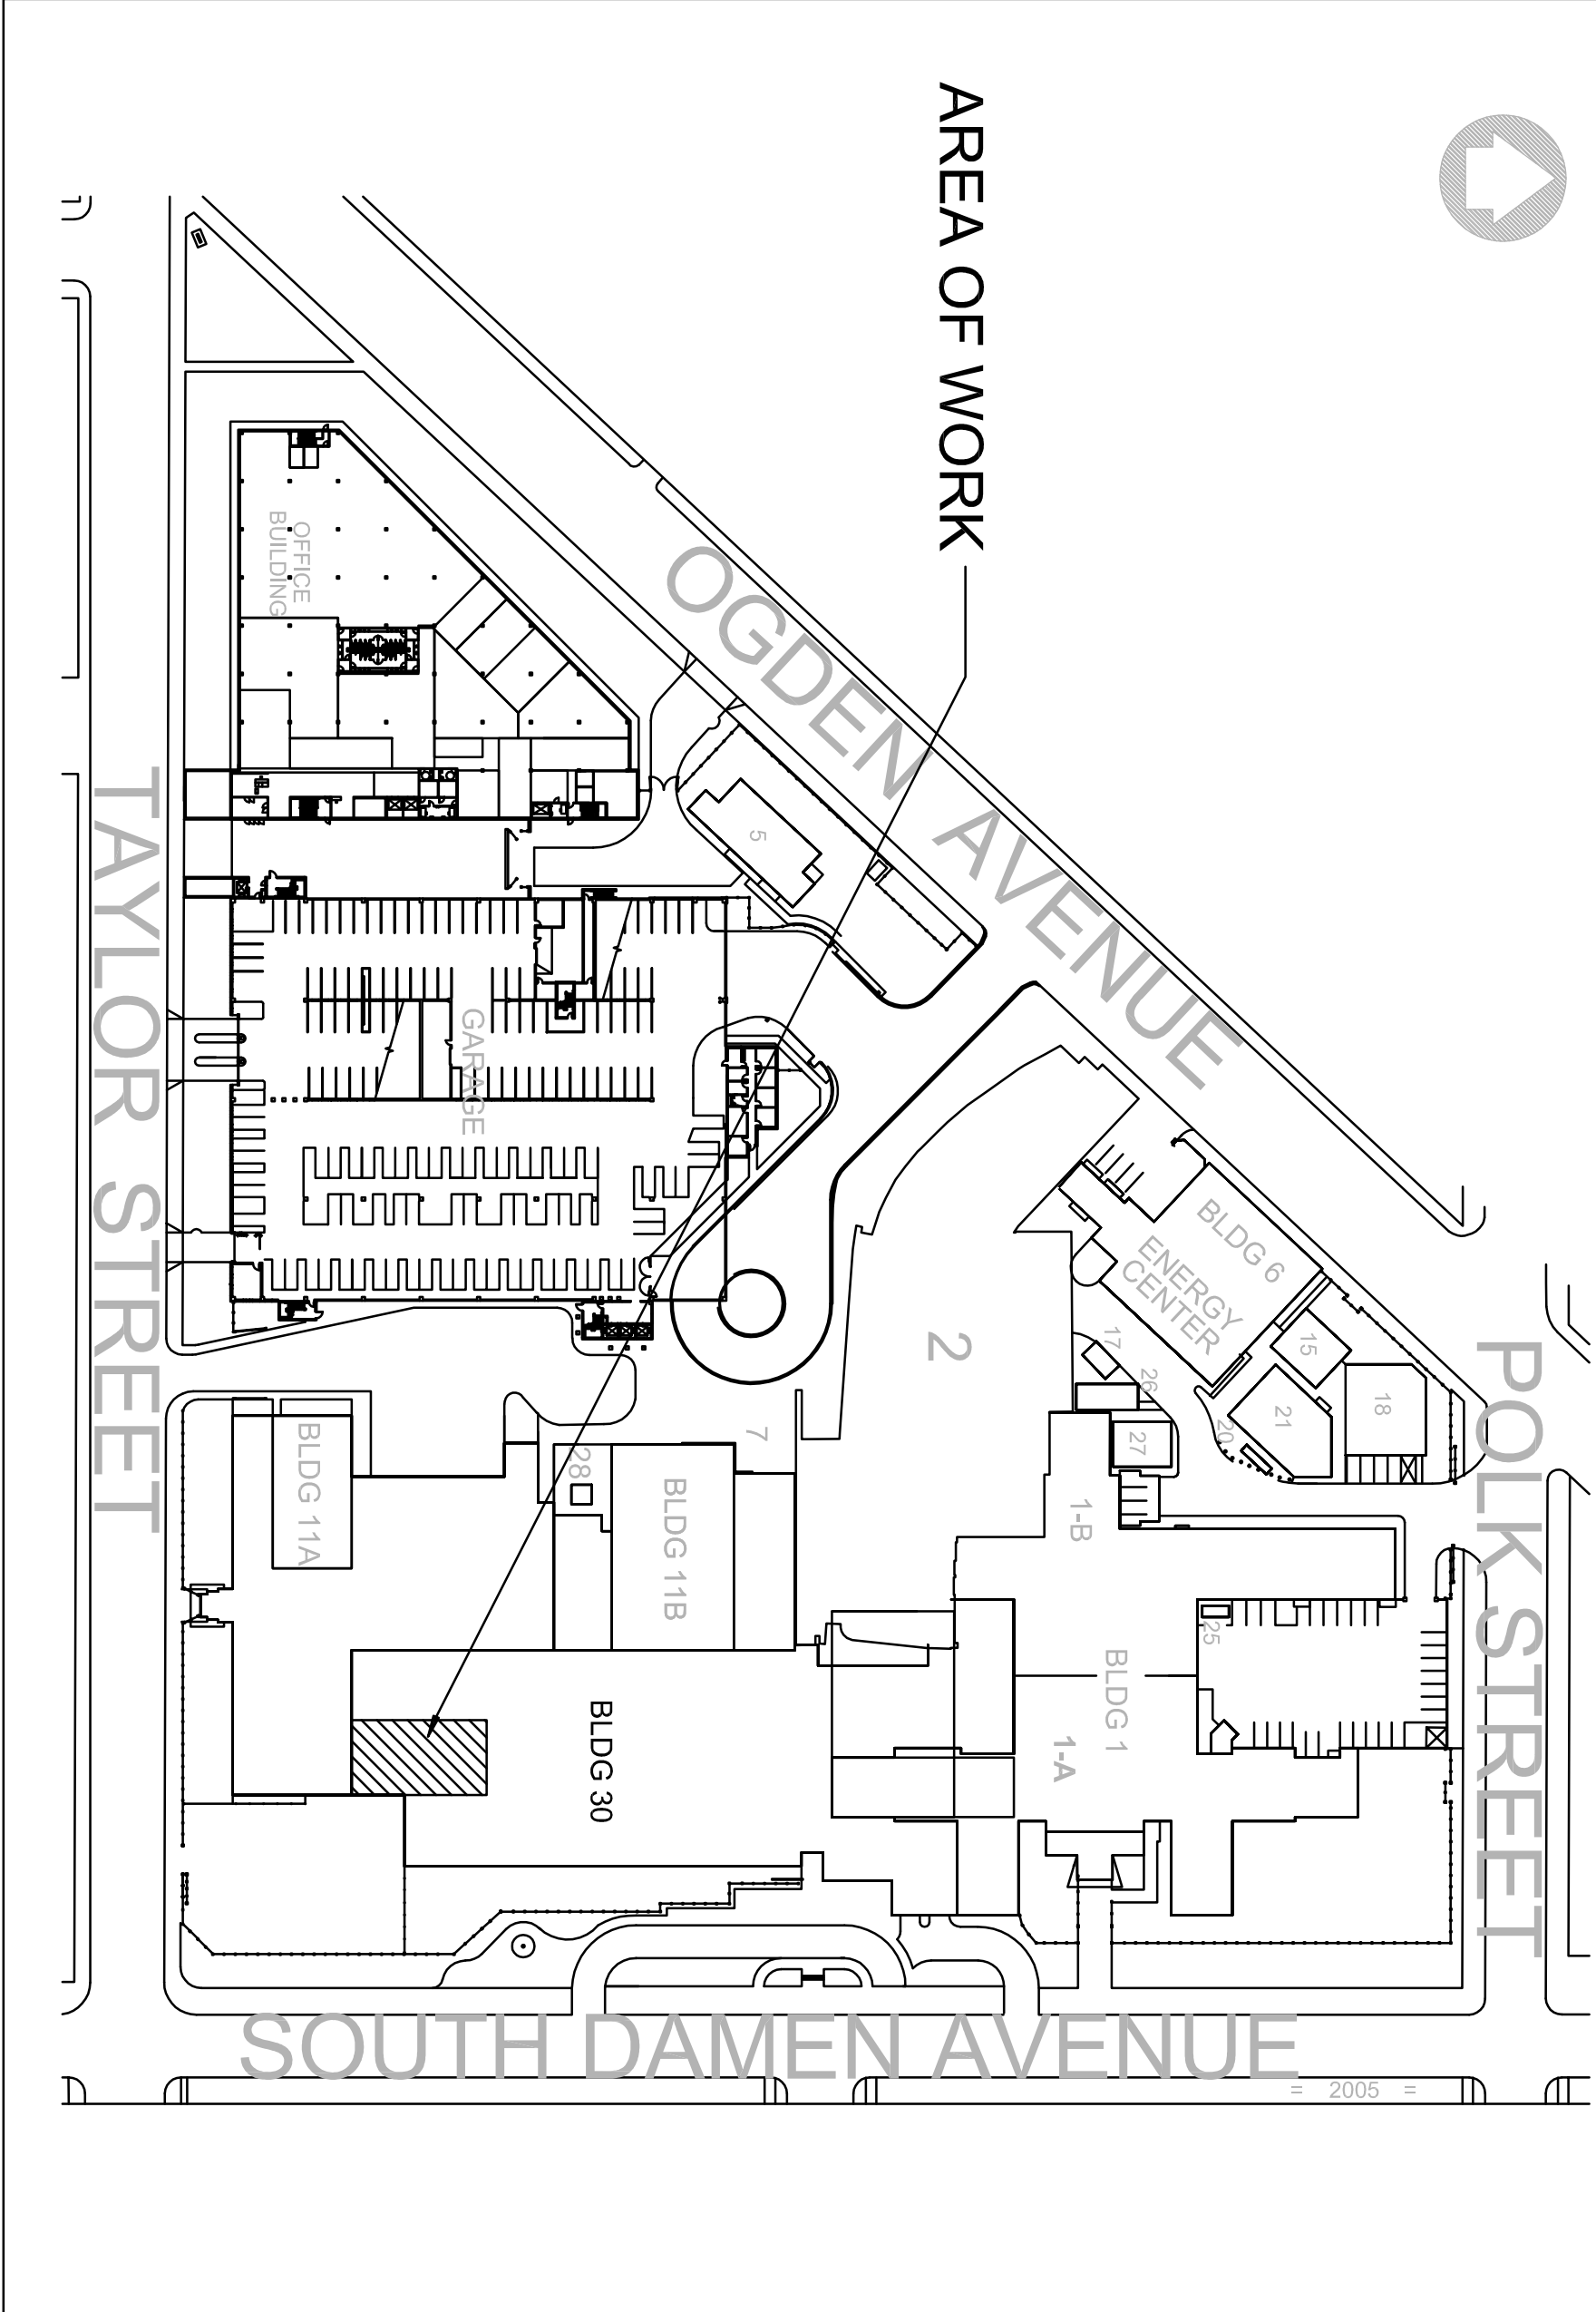 AREA OF WORK
OGDEN AVENUE
POLK STREET
TAYLOR STREET
SOUTH DAMEN AVENUE
OFFICE
BUILDING
5
GARAGE
BLDG 6
ENERGY
CENTER
15
17
18
26
21
20
27
2
7
28
BLDG 11A
BLDG 11B
1-B
25
BLDG 1
1-A
BLDG 30
= 2005 =